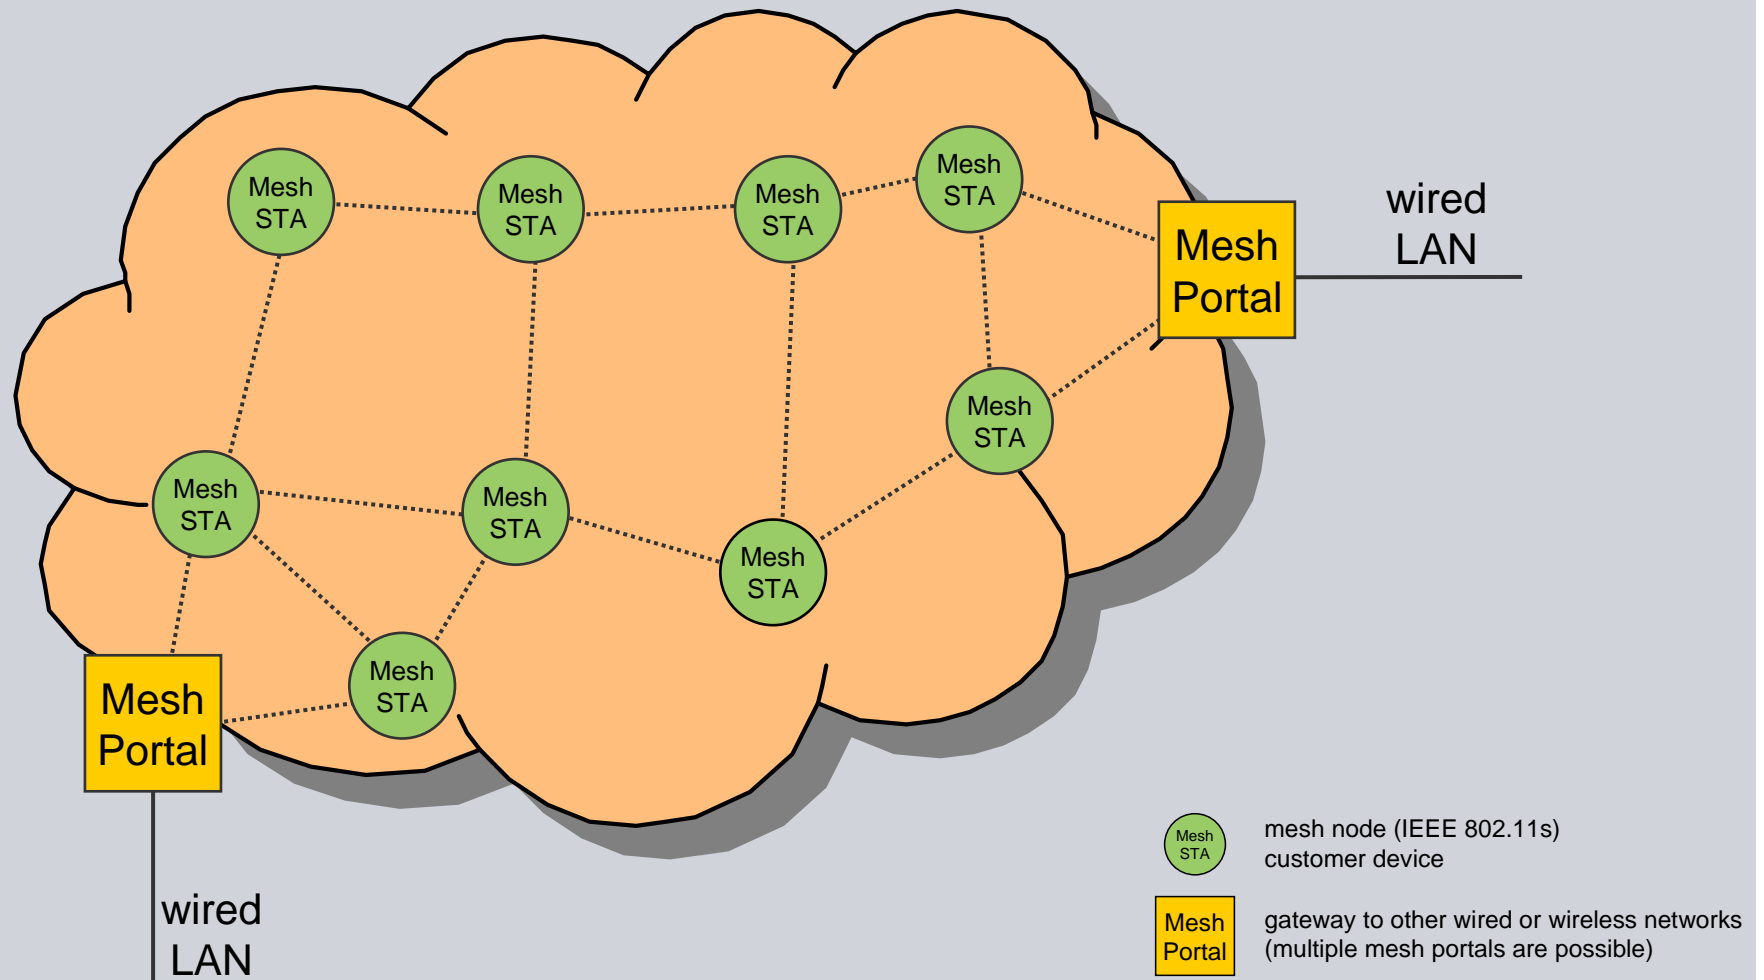 Mesh
STA
Mesh
STA
Mesh
STA
Mesh
STA
wired
LAN
Mesh
Portal
Mesh
STA
Mesh
STA
Mesh
STA
Mesh
STA
Mesh
STA
Mesh
Portal
wired
LAN
Mesh
STA
mesh node (IEEE 802.11s)
customer device
Mesh
Portal
gateway to other wired or wireless networks
(multiple mesh portals are possible)